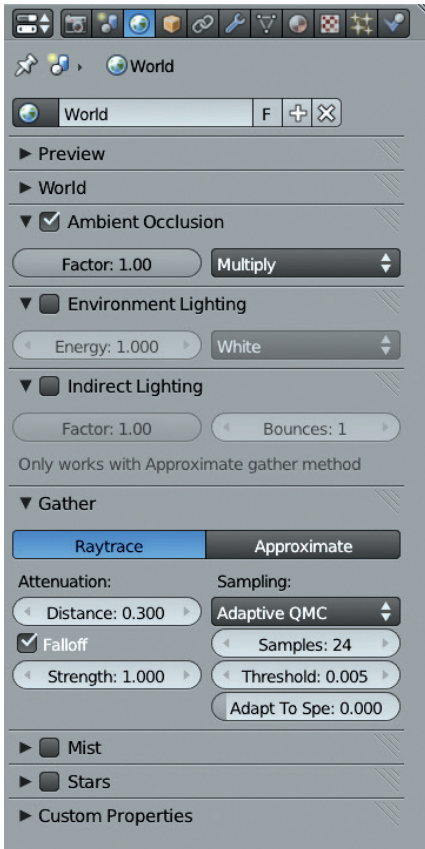 World
World F
Preview
World
Ambient Occlusion
Factor: 1.00 Multiply
Environment Lighting
Energy: 1.000 White
Indirect Lighting
Factor: 1.00 Bounces: 1
Only works with Approximate gather method
Gather
Raytrace Approximate
Attenuation: Sampling:
Distance: 0.300 Adaptive QMC
Falloff Samples: 24
Strength: 1.000 Threshold: 0.005
Adapt To Spe: 0.000
Mist
Stars
Custom Properties